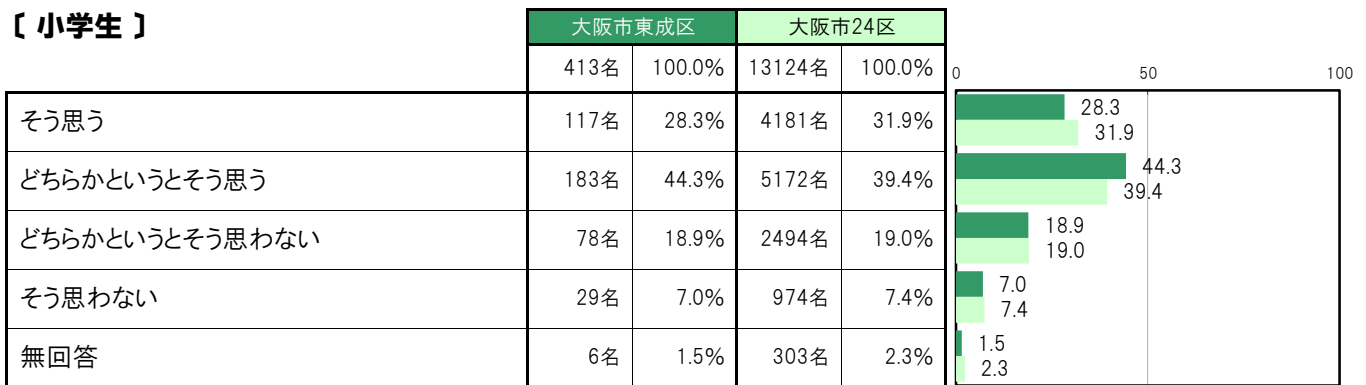 〔 小学生 〕
大阪市東成区 大阪市24区
413名 100.0% 13124名 100.0% 0 50 100
そう思う 117名 28.3% 4181名 31.9% 28.3
31.9
どちらかというとそう思う 183名 44.3% 5172名 39.4% 44.3
39.4
どちらかというとそう思わない 78名 18.9% 2494名 19.0% 18.9
19.0
そう思わない 29名 7.0% 974名 7.4% 7.0
7.4
無回答 6名 1.5% 303名 2.3% 1.5
2.3